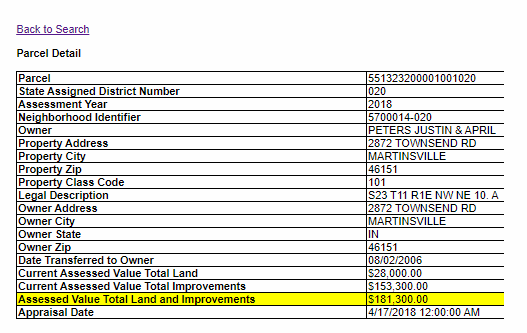 Back to Search
Parcel Detail
Parcel 551323200001001020
State Assigned District Number 020
Assessment Year 2018
Neighborhood Identifier 5700014-020
Owner PETERS JUSTIN & APRIL
Property Address 2872 TOWNSEND RD
Property City MARTINSVILLE
Property Zip 46151
Property Class Code 101
Legal Description S23 T11 R1E NW NE 10. A
Owner Address 2872 TOWNSEND RD
Owner City MARTINSVILLE
Owner State IN
Owner Zip 46151
Date Transferred to Owner 08/02/2006
Current Assessed Value Total Land $28,000.00
Current Assessed Value Total Improvements $153,300.00
Assessed Value Total Land and Improvements $181,300.00
Appraisal Date 4/17/2018 12:00:00 AM